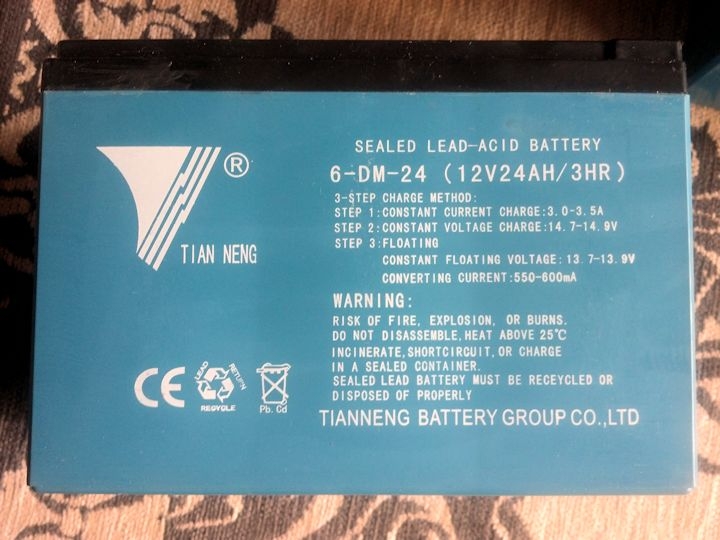 SEALED LEAD-ACID BATTERY
6-DM-24 (12V24AH/3HR)
3-STEP CHARGE METHOD:
STEP 1:CONSTANT CURRENT CHARGE:3.0-3.5A
STEP 2:CONSTANT VOLTAGE CHARGE:14.7-14.9V
STEP 3:FLOATING
CONSTANT FLOATING VOLTAGE: 13.7-13.9V
CONVERTING CURRENT:550-600mA
®
TIAN NENG
WARNING:
RISK OF FIRE, EXPLOSION, OR BURNS.
DO NOT DISASSEMBLE,HEAT ABOVE 25℃
INCINERATE,SHORTCIRCUIT, OR CHARGE
IN A SEALED CONTAINER.
SEALED LEAD BATTERY MUST BE RECYCLED OR
DISPOSED OF PROPERLY
CE
LEAD
RETURN
RECYCLE
Pb.Cd
TIANNENG BATTERY GROUP CO.,LTD